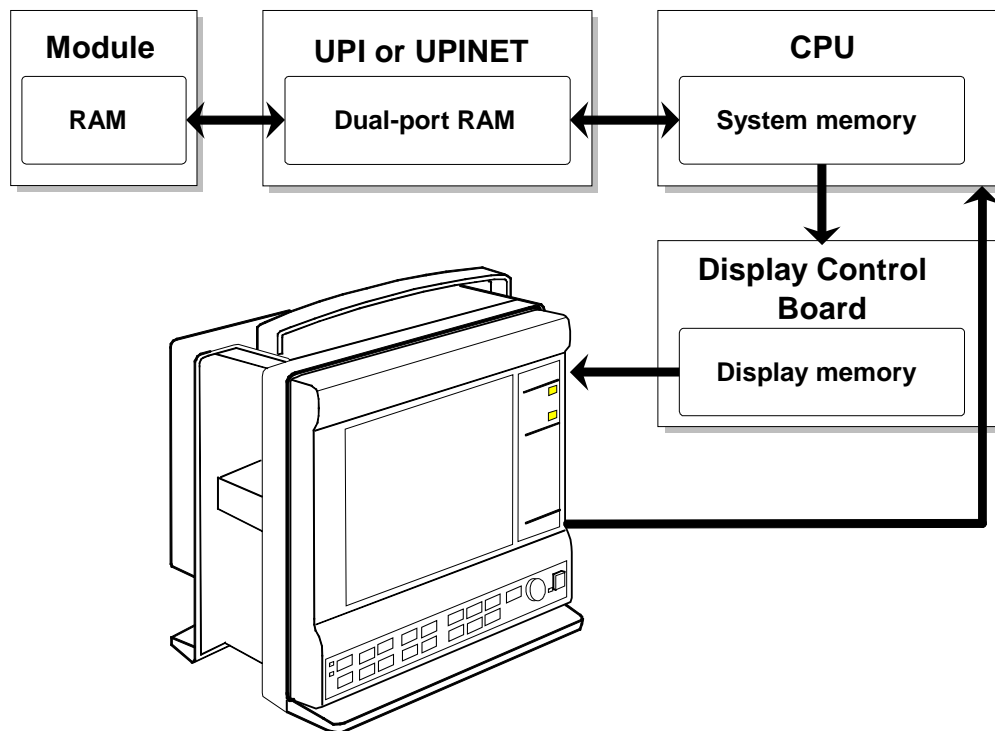 Module
RAM
UPI or UPINET
Dual-port RAM
CPU
System memory
Display Control
Board
Display memory